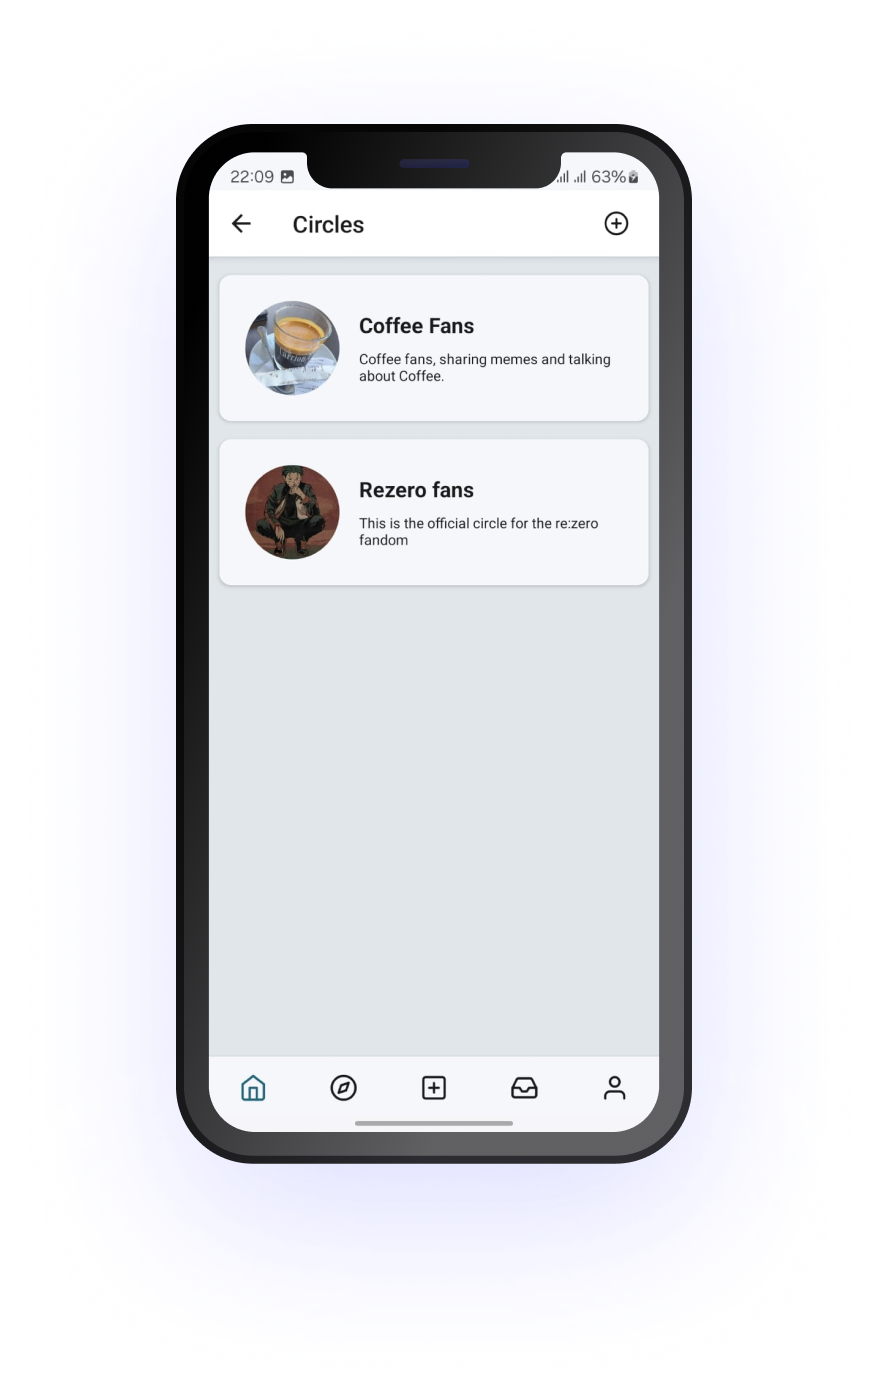 22:09 63%
Circles
Coffee Fans
Coffee fans, sharing memes and talking
about Coffee.
Rezero fans
This is the official circle for the re:zero
fandom